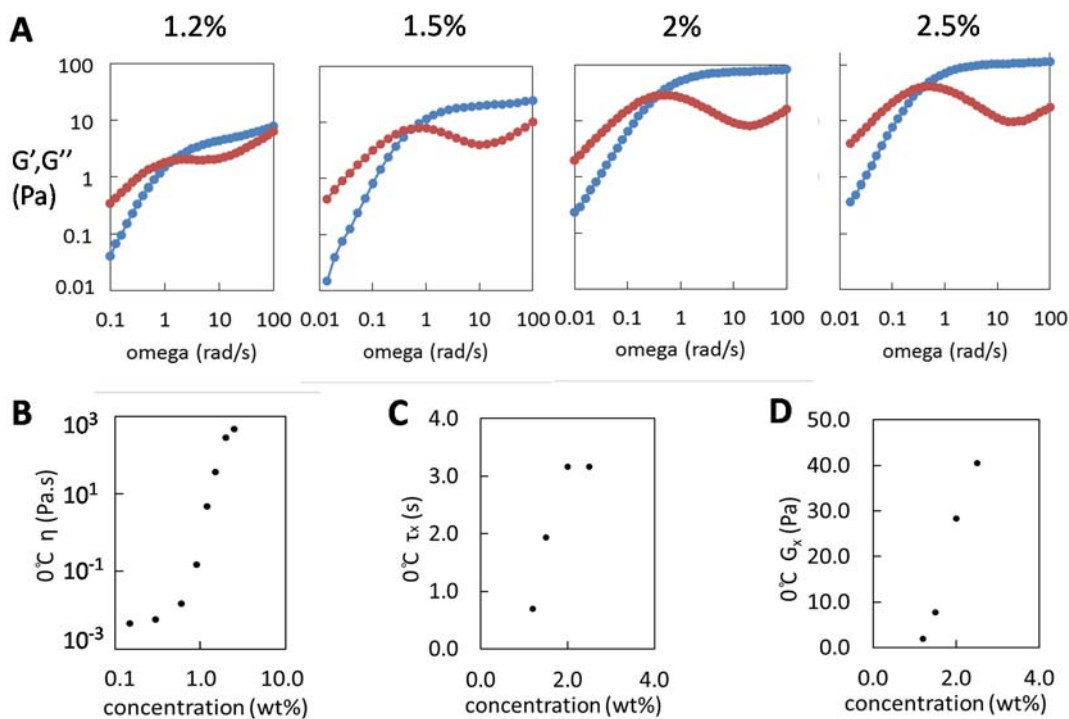 A
1.2% 1.5% 2% 2.5%
100
10
1
0.1
0.01
G′,G′′
(Pa)
0.1 1 10 100
0.01 0.1 1 10 100
0.01 0.1 1 10 100
0.01 0.1 1 10 100
omega (rad/s) omega (rad/s) omega (rad/s) omega (rad/s)
B
10³
10¹
10⁻¹
10⁻³
0℃ η (Pa.s)
0.1 1.0 10.0
concentration (wt%)
C
4.0
3.0
2.0
1.0
0.0
0℃ τₓ (s)
0.0 2.0 4.0
concentration (wt%)
D
50.0
40.0
30.0
20.0
10.0
0.0
0℃ Gₓ (Pa)
0.0 2.0 4.0
concentration (wt%)